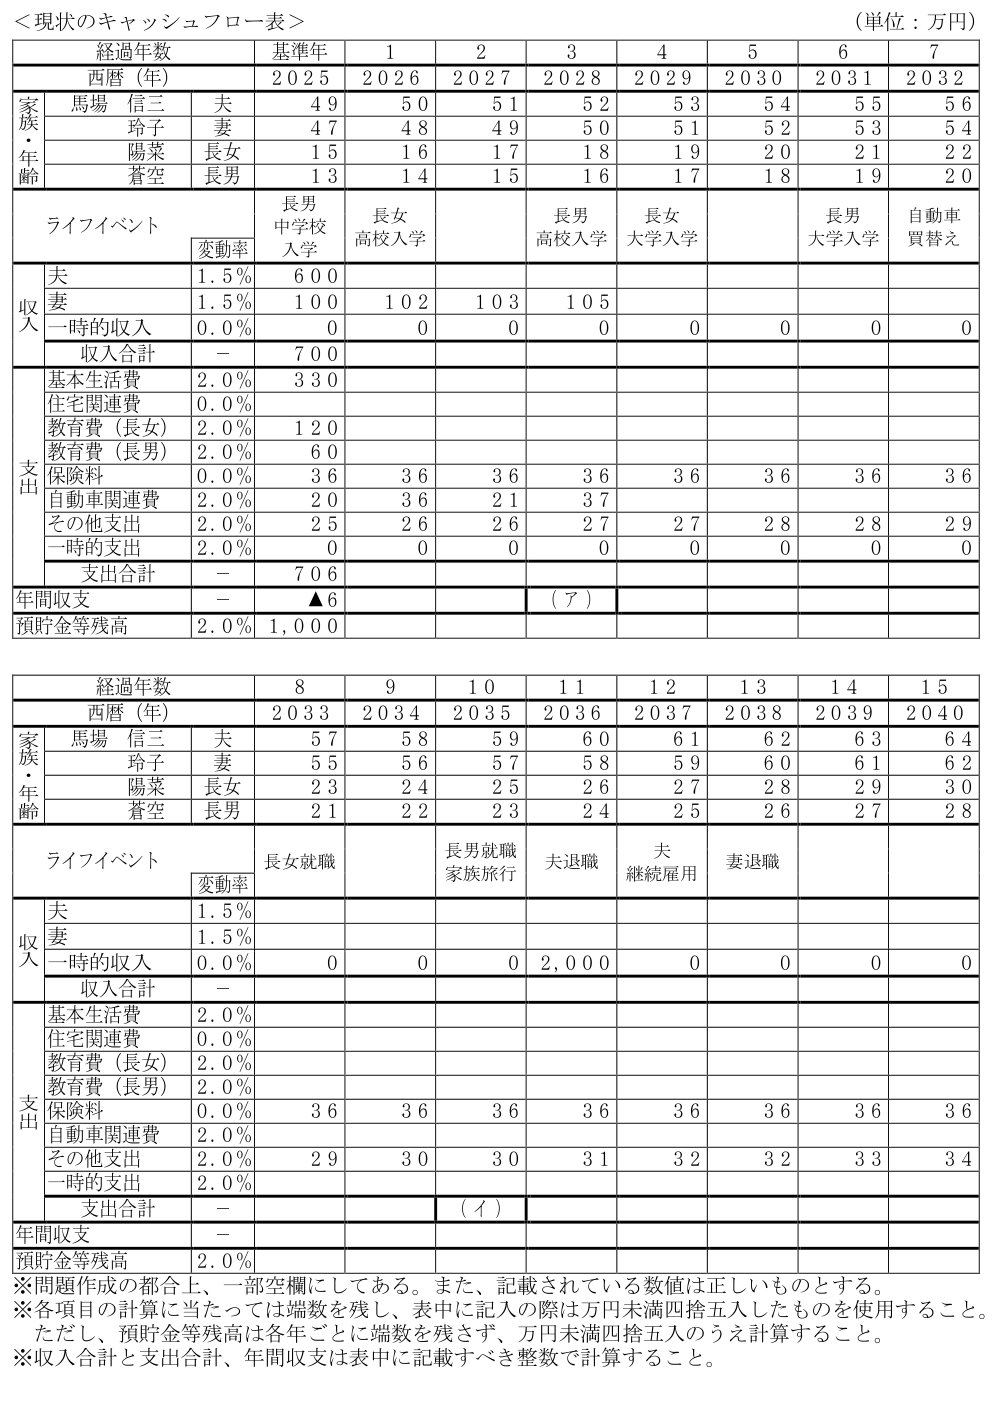 ＜現状のキャッシュフロー表＞ （単位：万円）
経過年数 基準年 1 2 3 4 5 6 7
西暦（年） 2025 2026 2027 2028 2029 2030 2031 2032
家族・年齢 馬場 信三 夫 49 50 51 52 53 54 55 56
玲子 妻 47 48 49 50 51 52 53 54
陽菜 長女 15 16 17 18 19 20 21 22
蒼空 長男 13 14 15 16 17 18 19 20
ライフイベント 変動率 長男中学校入学 長女高校入学 長男高校入学 長女大学入学 長男大学入学 自動車買替え
収入 夫 1.5% 600
妻 1.5% 100 102 103 105
一時的収入 0.0% 0 0 0 0 0 0 0 0
収入合計 － 700
支出 基本生活費 2.0% 330
住宅関連費 0.0%
教育費（長女） 2.0% 120
教育費（長男） 2.0% 60
保険料 0.0% 36 36 36 36 36 36 36 36
自動車関連費 2.0% 20 36 21 37
その他支出 2.0% 25 26 26 27 27 28 28 29
一時的支出 2.0% 0 0 0 0 0 0 0 0
支出合計 － 706
年間収支 － ▲6 （ア）
預貯金等残高 2.0% 1,000
経過年数 8 9 10 11 12 13 14 15
西暦（年） 2033 2034 2035 2036 2037 2038 2039 2040
家族・年齢 馬場 信三 夫 57 58 59 60 61 62 63 64
玲子 妻 55 56 57 58 59 60 61 62
陽菜 長女 23 24 25 26 27 28 29 30
蒼空 長男 21 22 23 24 25 26 27 28
ライフイベント 変動率 長女就職 長男就職家族旅行 夫退職 夫継続雇用 妻退職
収入 夫 1.5%
妻 1.5%
一時的収入 0.0% 0 0 0 2,000 0 0 0 0
収入合計 －
支出 基本生活費 2.0%
住宅関連費 0.0%
教育費（長女） 2.0%
教育費（長男） 2.0%
保険料 0.0% 36 36 36 36 36 36 36 36
自動車関連費 2.0%
その他支出 2.0% 29 30 30 31 32 32 33 34
一時的支出 2.0%
支出合計 － （イ）
年間収支 －
預貯金等残高 2.0%
※問題作成の都合上、一部空欄にしてある。また、記載されている数値は正しいものとする。
※各項目の計算に当たっては端数を残し、表中に記入の際は万円未満四捨五入したものを使用すること。
ただし、預貯金等残高は各年ごとに端数を残さず、万円未満四捨五入のうえ計算すること。
※収入合計と支出合計、年間収支は表中に記載すべき整数で計算すること。